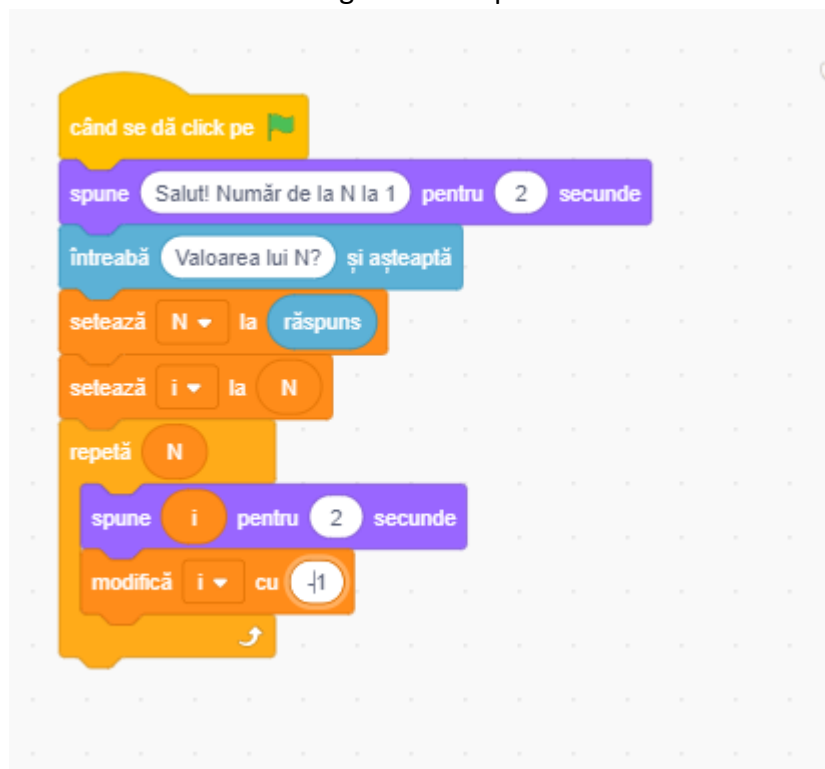 când se dă click pe
spune Salut! Număr de la N la 1 pentru 2 secunde
întreabă Valoarea lui N? și așteaptă
setează N la răspuns
setează i la N
repetă N
spune i pentru 2 secunde
modifică i cu -1